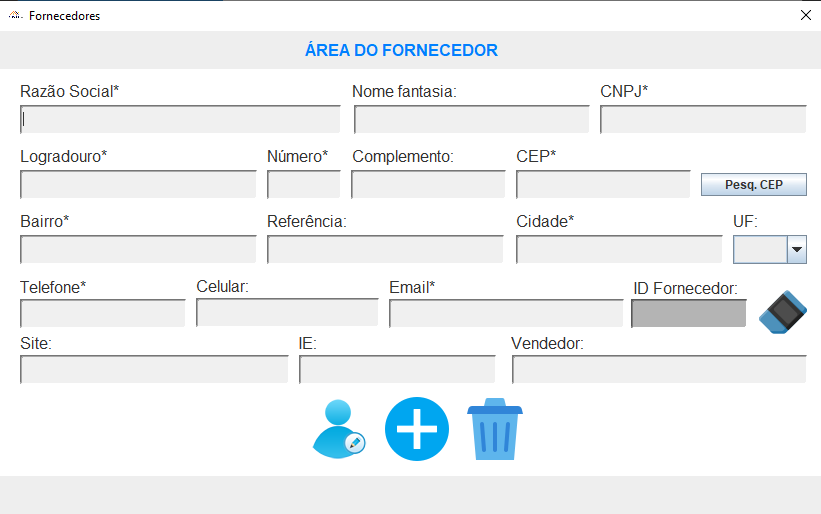 Fornecedores
ÁREA DO FORNECEDOR
Razão Social* Nome fantasia: CNPJ*
Logradouro* Número* Complemento: CEP*
Pesq. CEP
Bairro* Referência: Cidade* UF:
Telefone* Celular: Email* ID Fornecedor:
Site: IE: Vendedor: